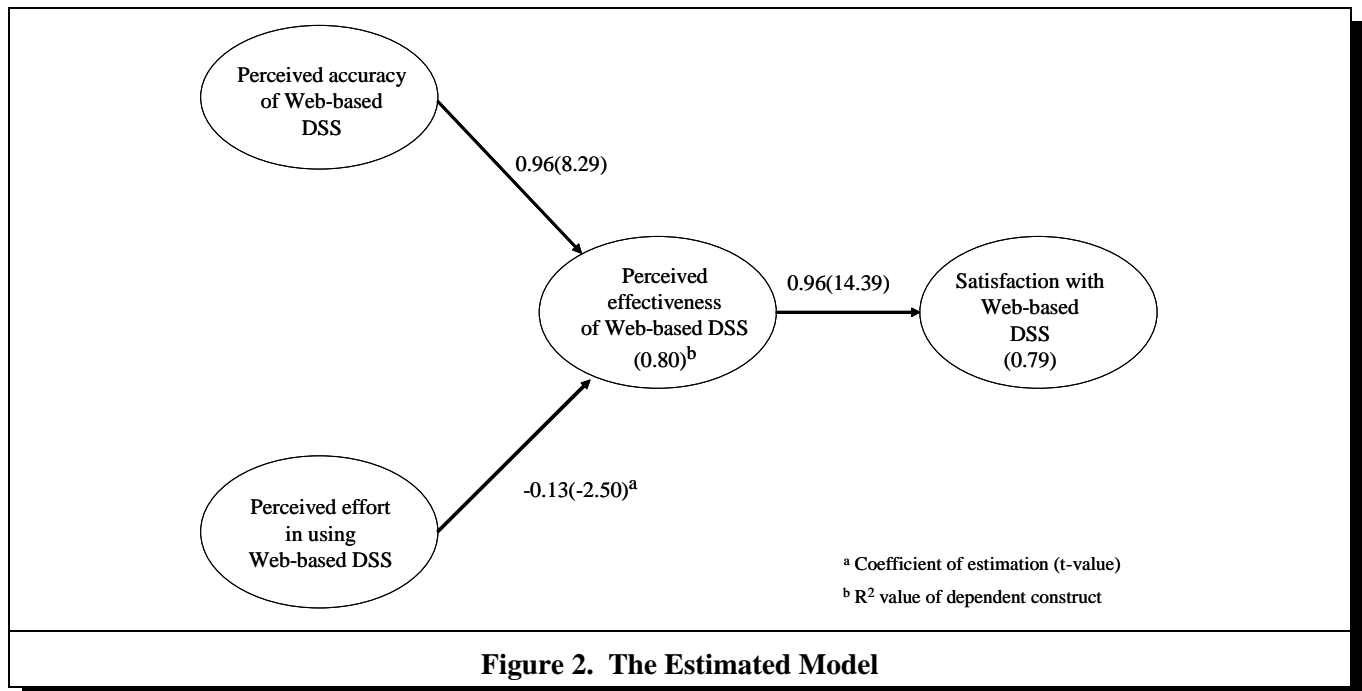 Perceived accuracy
of Web-based
DSS
0.96(8.29)
Perceived
effectiveness
of Web-based DSS
(0.80)b
0.96(14.39)
Satisfaction with
Web-based
DSS
(0.79)
Perceived effort
in using
Web-based DSS
-0.13(-2.50)a
a Coefficient of estimation (t-value)
b R2 value of dependent construct
Figure 2. The Estimated Model